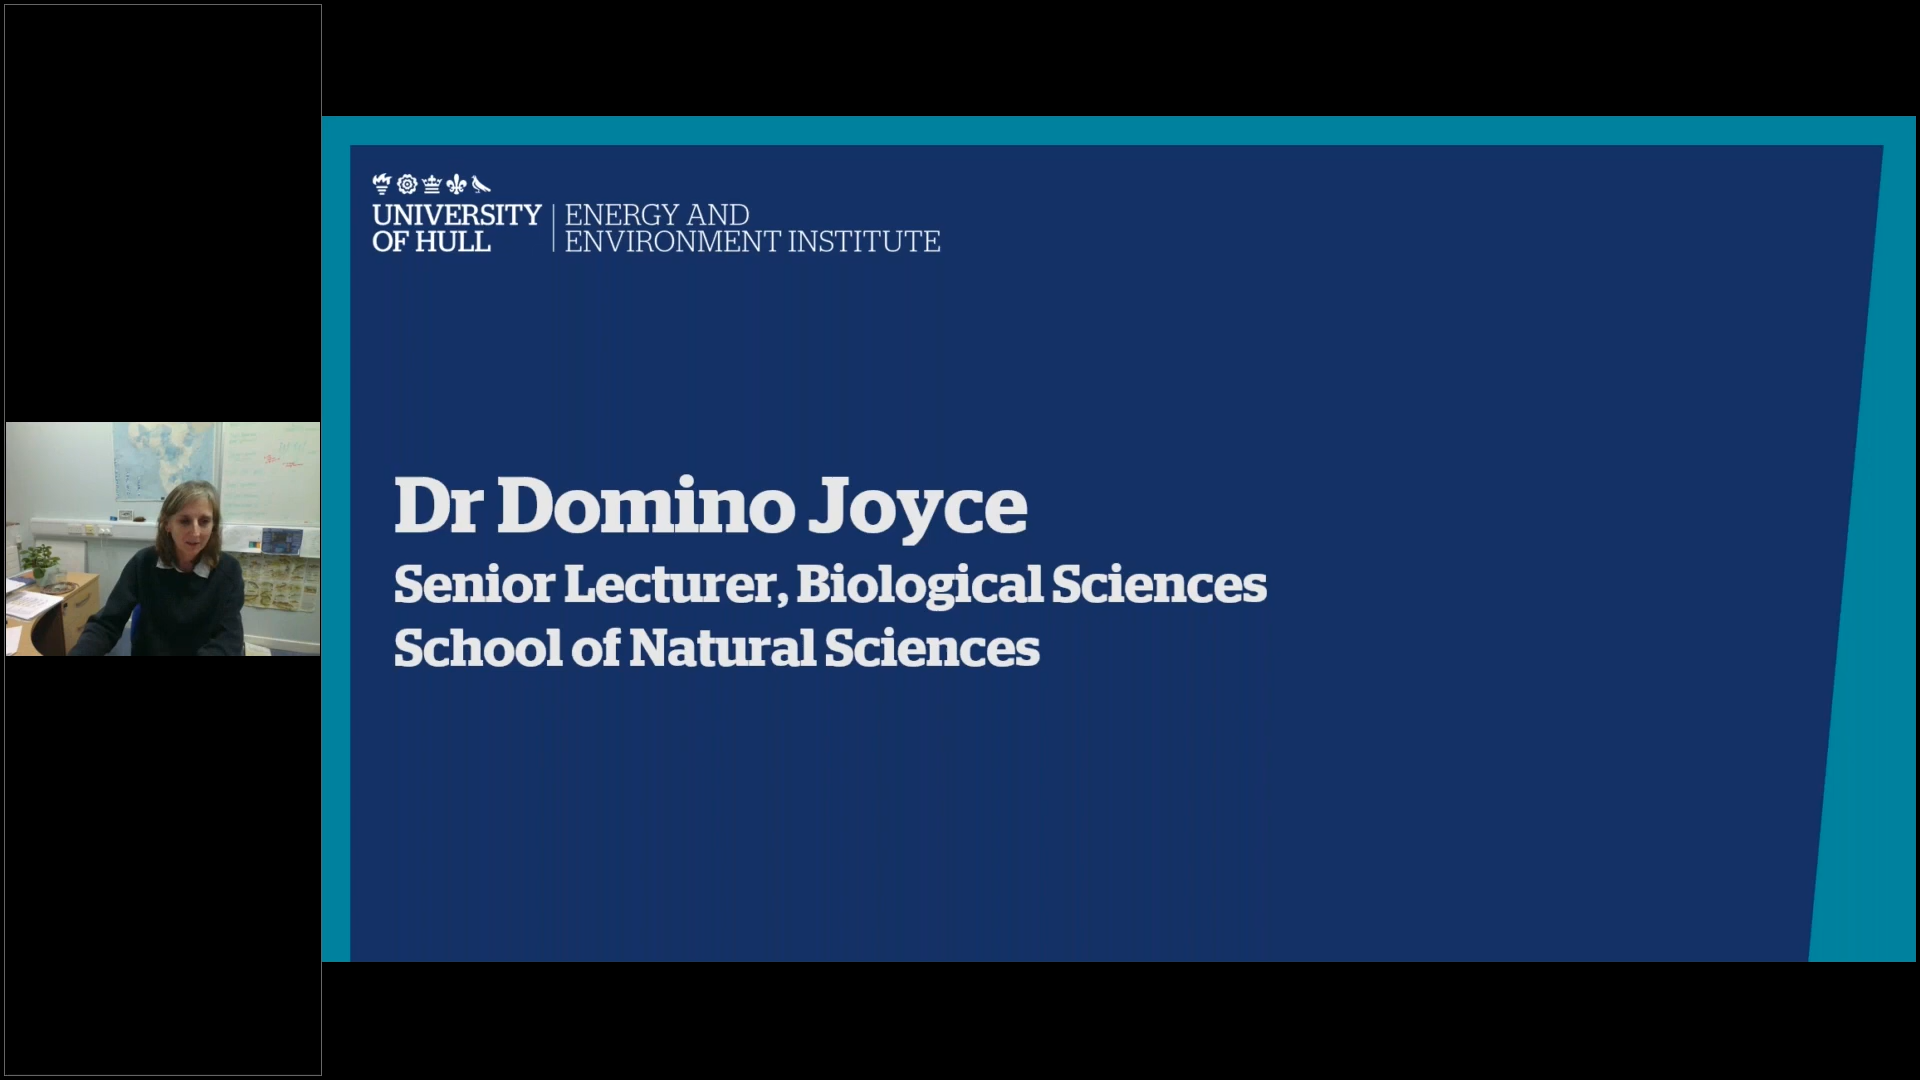 UNIVERSITY
OF HULL
ENERGY AND
ENVIRONMENT INSTITUTE
Dr Domino Joyce
Senior Lecturer, Biological Sciences
School of Natural Sciences